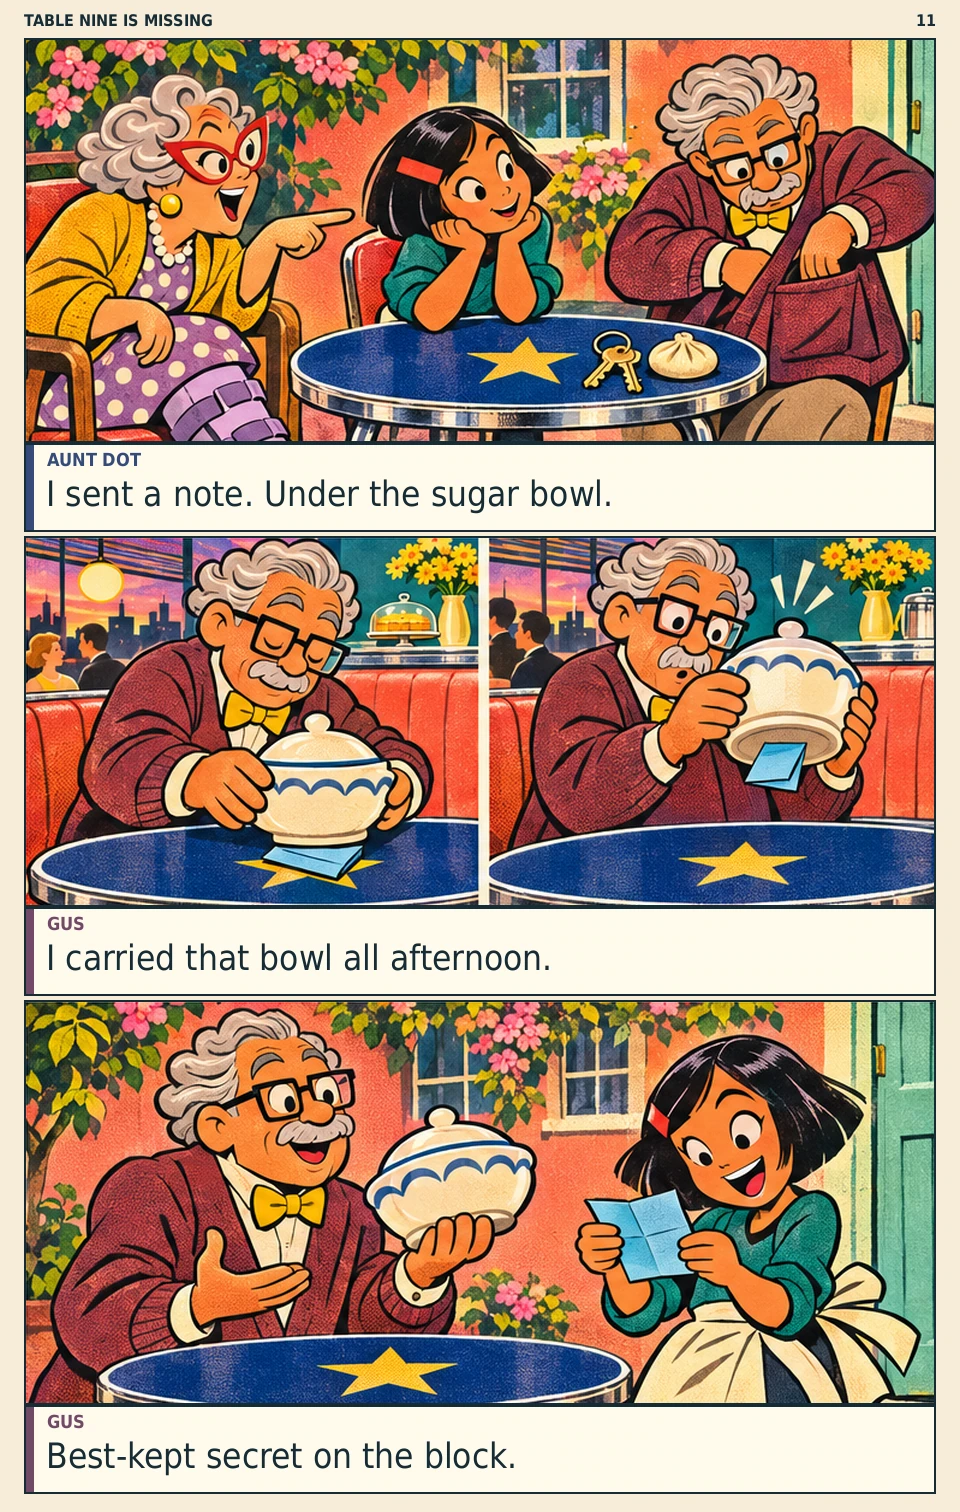 TABLE NINE IS MISSING
11
AUNT DOT
I sent a note. Under the sugar bowl.
GUS
I carried that bowl all afternoon.
GUS
Best-kept secret on the block.